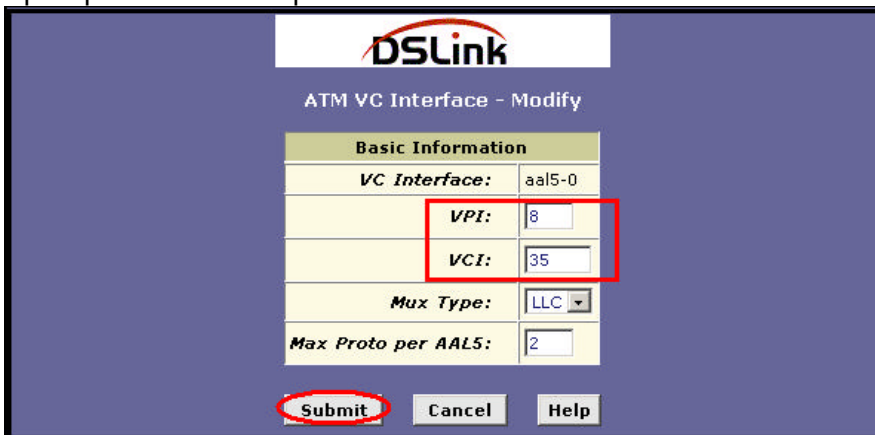 DSLink
ATM VC Interface - Modify
Basic Information
VC Interface: aal5-0
VPI: 8
VCI: 35
Mux Type: LLC
Max Proto per AAL5: 2
Submit Cancel Help